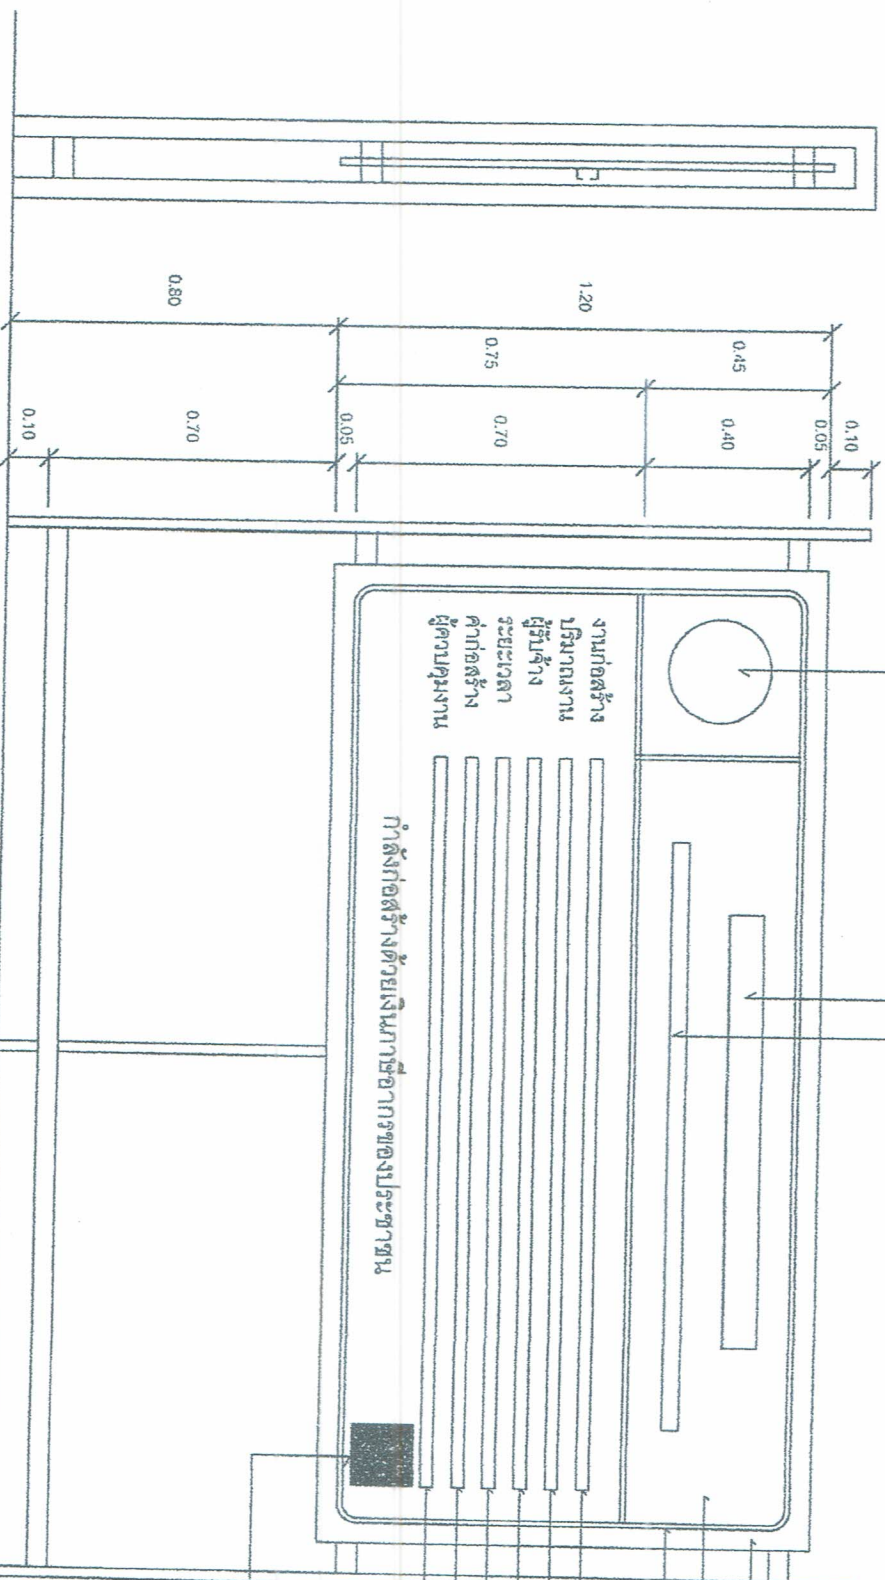 งานก่อสร้าง
ปริมาณงาน
ผู้รับจ้าง
ระยะเวลา
ค่าก่อสร้าง
ผู้ควบคุมงาน
กำลังก่อสร้างด้วยเงินภาษีอากรของประชาชน
0.10
0.05
0.45
0.40
1.20
0.75
0.70
0.05
0.80
0.70
0.10